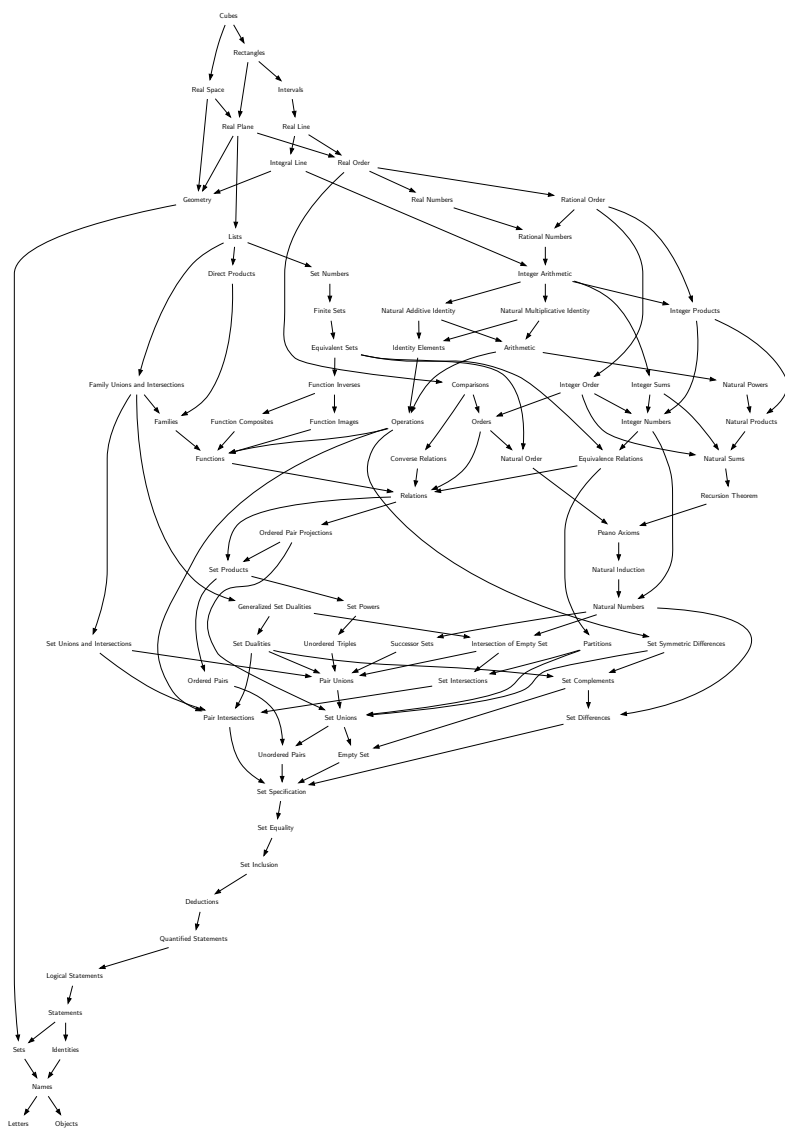 Cubes
Rectangles
Real Space
Intervals
Real Plane
Real Line
Integral Line
Real Order
Geometry
Real Numbers
Rational Order
Lists
Rational Numbers
Direct Products
Set Numbers
Integer Arithmetic
Finite Sets
Natural Additive Identity
Natural Multiplicative Identity
Integer Products
Equivalent Sets
Identity Elements
Arithmetic
Family Unions and Intersections
Function Inverses
Comparisons
Integer Order
Integer Sums
Natural Powers
Families
Function Composites
Function Images
Operations
Orders
Integer Numbers
Natural Products
Functions
Converse Relations
Natural Order
Equivalence Relations
Natural Sums
Relations
Recursion Theorem
Ordered Pair Projections
Peano Axioms
Set Products
Natural Induction
Generalized Set Dualities
Set Powers
Natural Numbers
Set Unions and Intersections
Set Dualities
Unordered Triples
Successor Sets
Intersection of Empty Set
Partitions
Set Symmetric Differences
Ordered Pairs
Pair Unions
Set Intersections
Set Complements
Pair Intersections
Set Unions
Set Differences
Unordered Pairs
Empty Set
Set Specification
Set Equality
Set Inclusion
Deductions
Quantified Statements
Logical Statements
Statements
Sets
Identities
Names
Letters
Objects